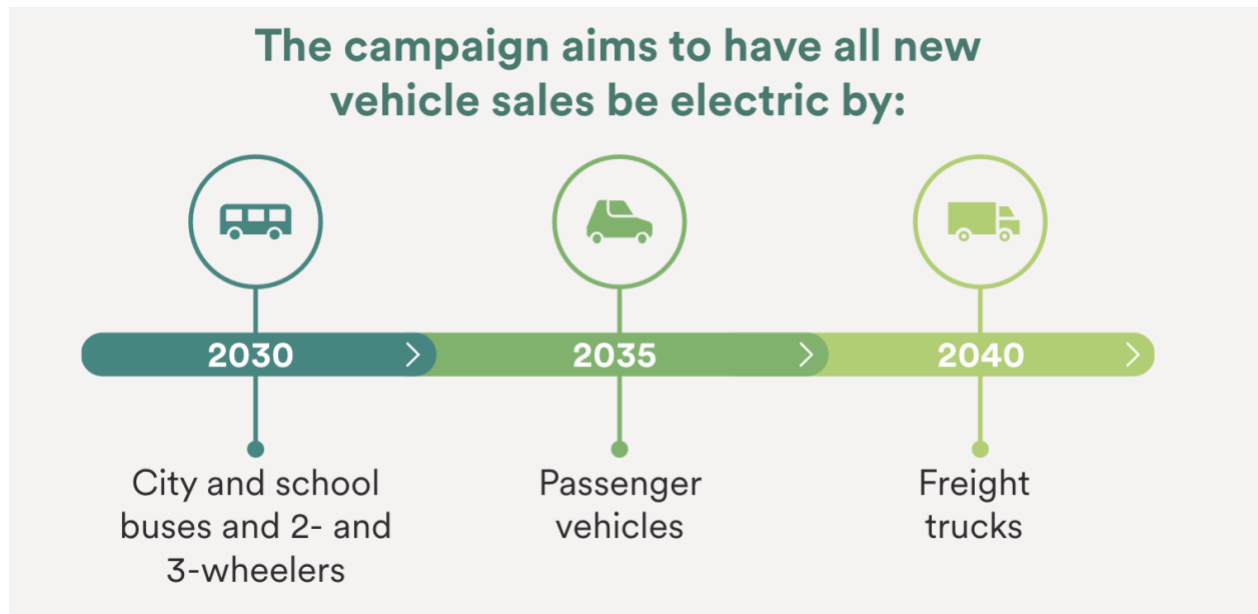 The campaign aims to have all new
vehicle sales be electric by:
2030
2035
2040
City and school
buses and 2- and
3-wheelers
Passenger
vehicles
Freight
trucks